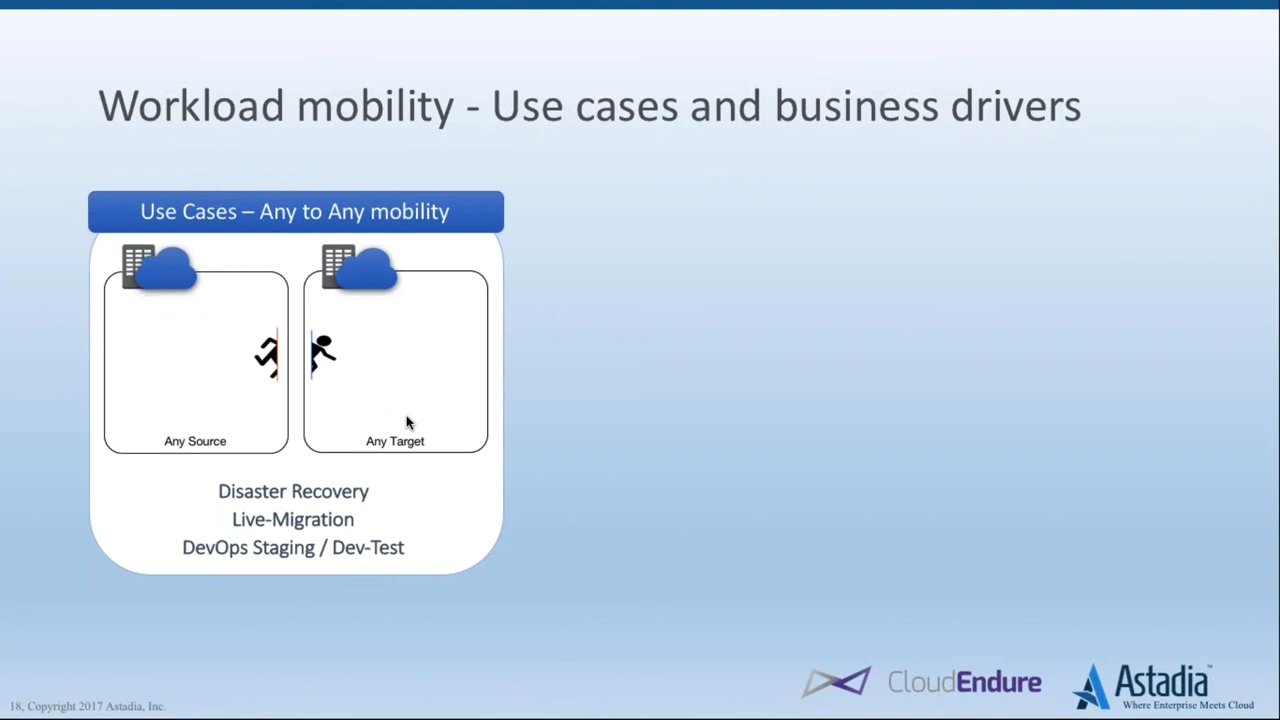 Workload mobility - Use cases and business drivers
Use Cases – Any to Any mobility
Any Source
Any Target
Disaster Recovery
Live-Migration
DevOps Staging / Dev-Test
CloudEndure
Astadia™
Where Enterprise Meets Cloud
18, Copyright 2017 Astadia, Inc.